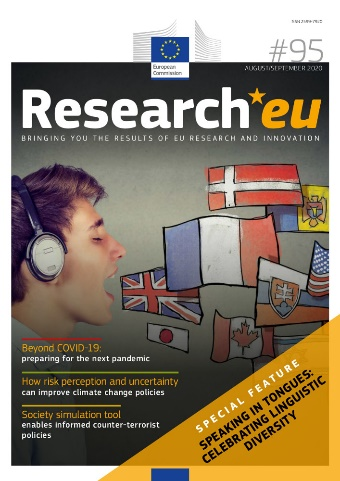 ISSN 2599-7920
European
Commission
#95
AUGUST/SEPTEMBER 2020
Research*eu
BRINGING YOU THE RESULTS OF EU RESEARCH AND INNOVATION
Beyond COVID-19:
preparing for the next pandemic
How risk perception and uncertainty
can improve climate change policies
Society simulation tool
enables informed counter-terrorist
policies
SPECIAL FEATURE
SPEAKING IN TONGUES:
CELEBRATING LINGUISTIC
DIVERSITY